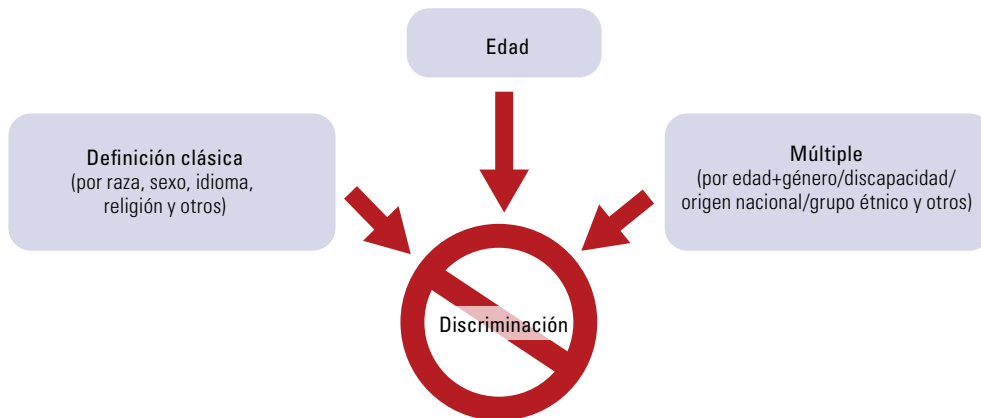 Edad
Definición clásica
(por raza, sexo, idioma,
religión y otros)
Múltiple
(por edad+género/discapacidad/
origen nacional/grupo étnico y otros)
Discriminación